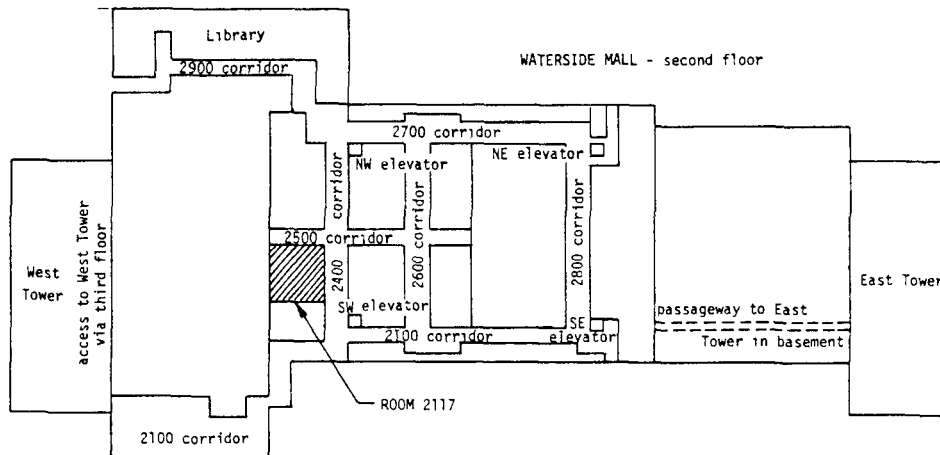 Library
WATERSIDE MALL - second floor
2900 corridor
2700 corridor
NW elevator
NE elevator
2400 corridor
2500 corridor
2600 corridor
2800 corridor
West
Tower
access to West Tower
via third floor
East Tower
SW elevator
SE
elevator
2100 corridor
passageway to East
Tower in basement
ROOM 2117
2100 corridor